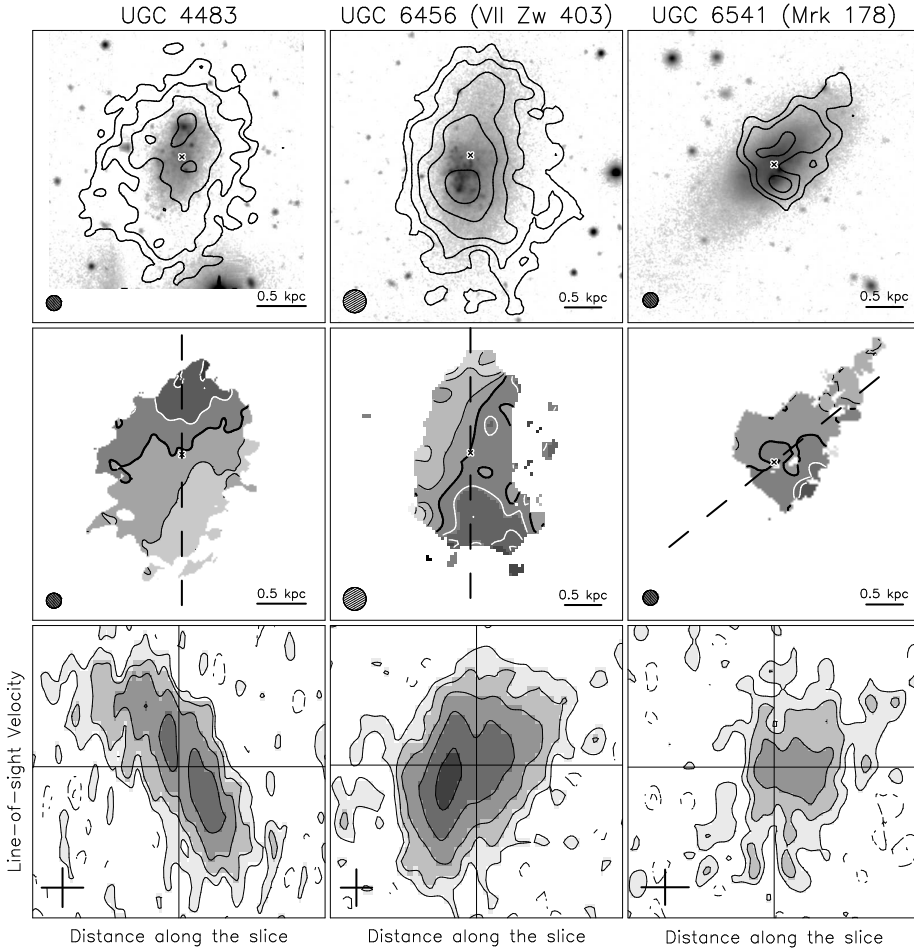 UGC 4483
UGC 6456 (VII Zw 403)
UGC 6541 (Mrk 178)
0.5 kpc
0.5 kpc
0.5 kpc
0.5 kpc
0.5 kpc
0.5 kpc
Line-of-sight Velocity
Distance along the slice
Distance along the slice
Distance along the slice